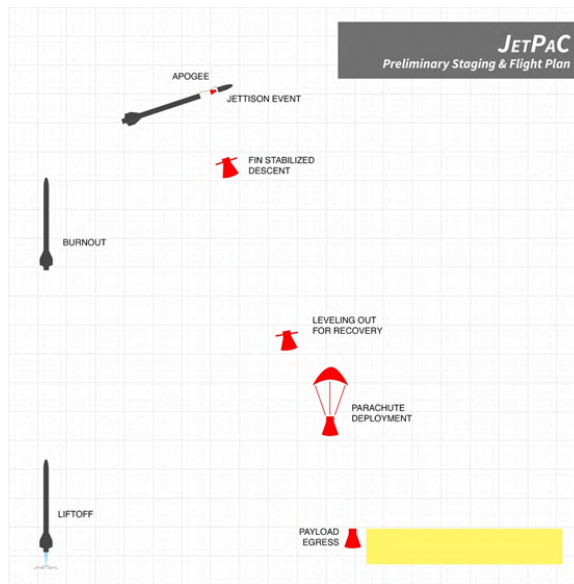 JETPAC
Preliminary Staging & Flight Plan
APOGEE
JETTISON EVENT
FIN STABILIZED
DESCENT
BURNOUT
LEVELING OUT
FOR RECOVERY
PARACHUTE
DEPLOYMENT
LIFTOFF
PAYLOAD
EGRESS